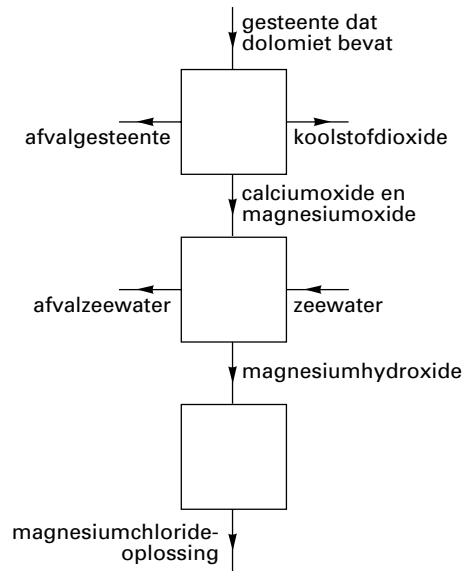 gesteente dat
dolomiet bevat
afvalgesteente
koolstofdioxide
calciumoxide en
magnesiumoxide
afvalzeewater
zeewater
magnesiumhydroxide
magnesiumchloride-
oplossing